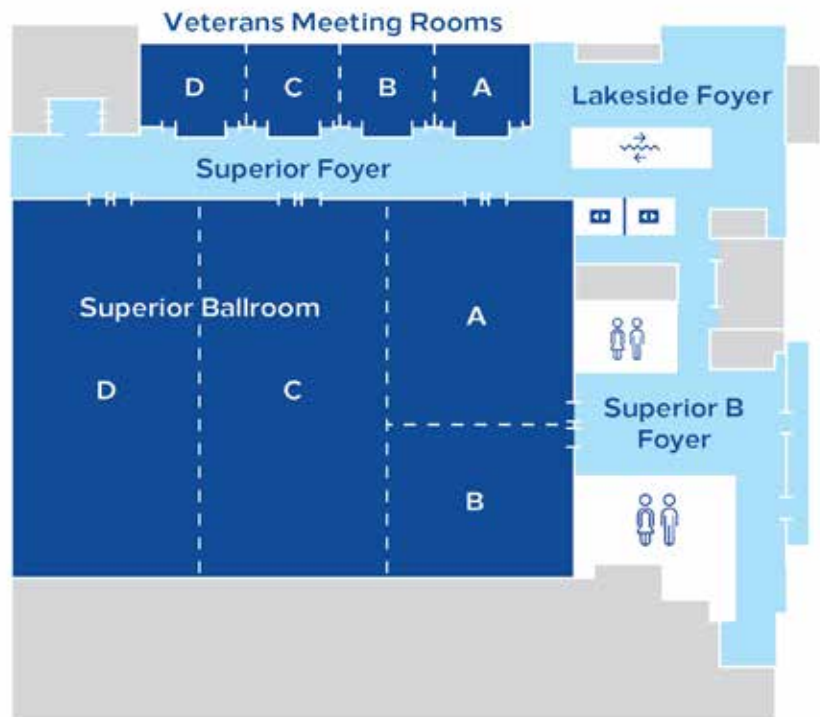 Veterans Meeting Rooms
D C B A
Lakeside Foyer
Superior Foyer
Superior Ballroom
A
D C
Superior B
Foyer
B